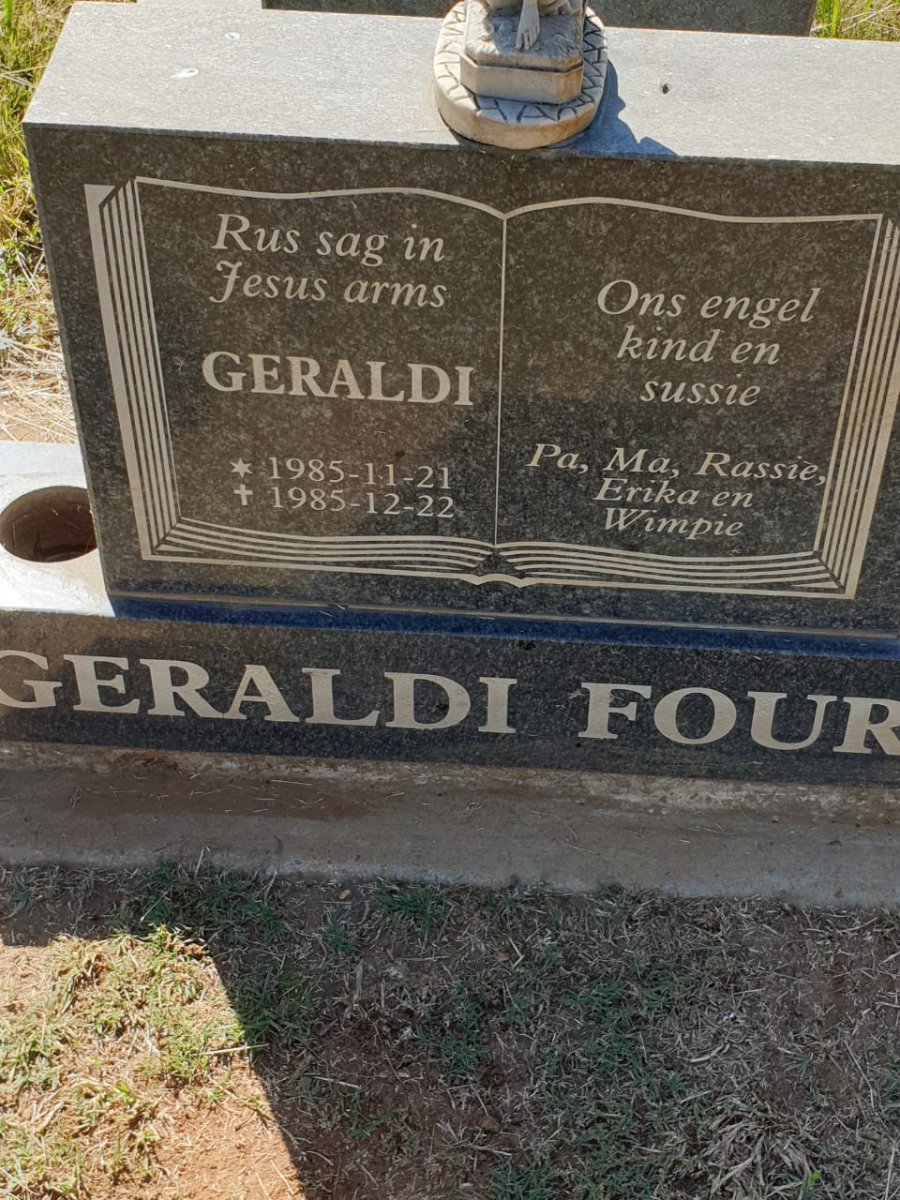 Rus sag in
Jesus arms
GERALDI
* 1985-11-21
✝ 1985-12-22
Ons engel
kind en
sussie
Pa, Ma, Rassie,
Erika en
Wimpie
GERALDI FOUR